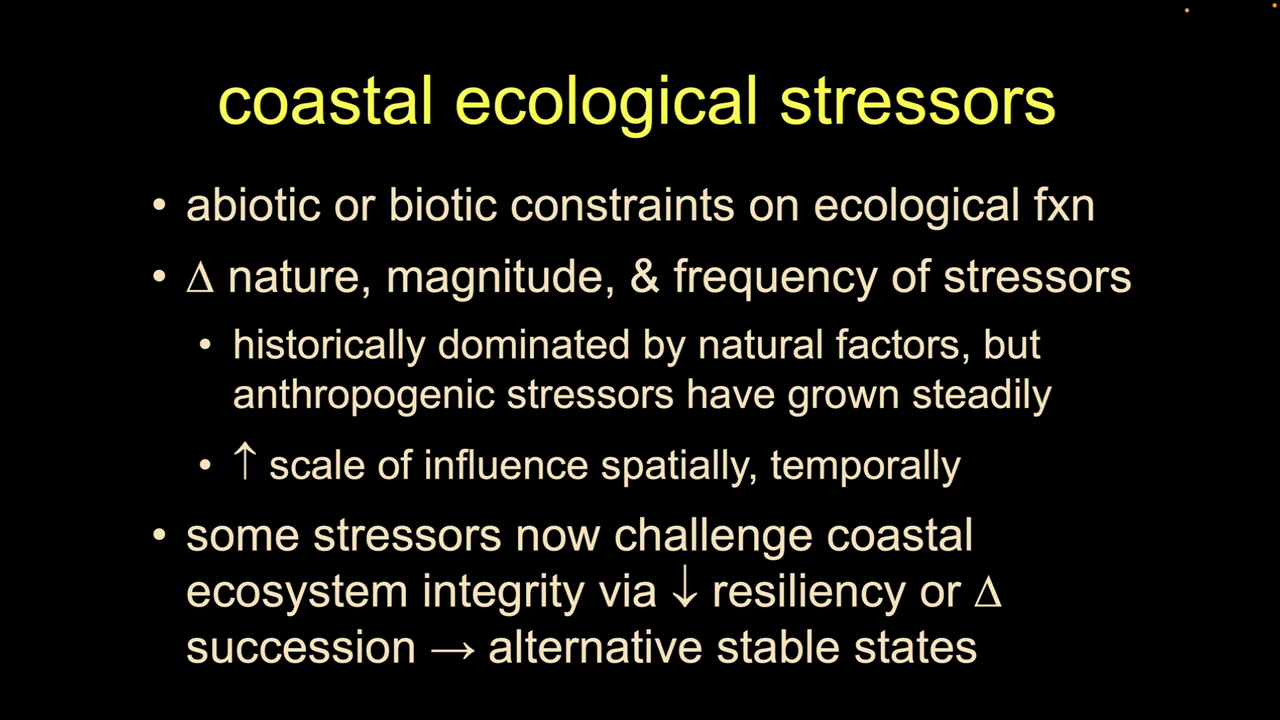 coastal ecological stressors
• abiotic or biotic constraints on ecological fxn
• Δ nature, magnitude, & frequency of stressors
• historically dominated by natural factors, but
anthropogenic stressors have grown steadily
• ↑ scale of influence spatially, temporally
• some stressors now challenge coastal
ecosystem integrity via ↓ resiliency or Δ
succession → alternative stable states